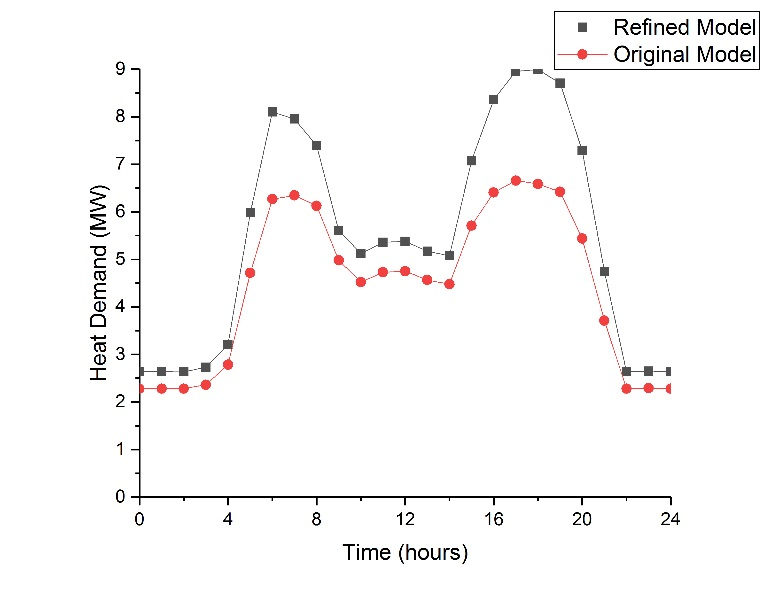 Refined Model
Original Model
Heat Demand (MW)
9
8
7
6
5
4
3
2
1
0
0 4 8 12 16 20 24
Time (hours)